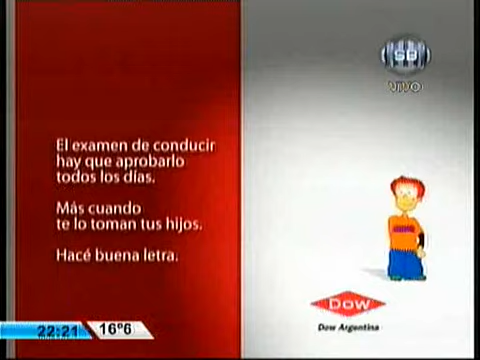 SB
VIVO
El examen de conducir
hay que aprobarlo
todos los días.
Más cuando
te lo toman tus hijos.
Hacé buena letra.
Dow
Dow Argentina
22:21 16°6